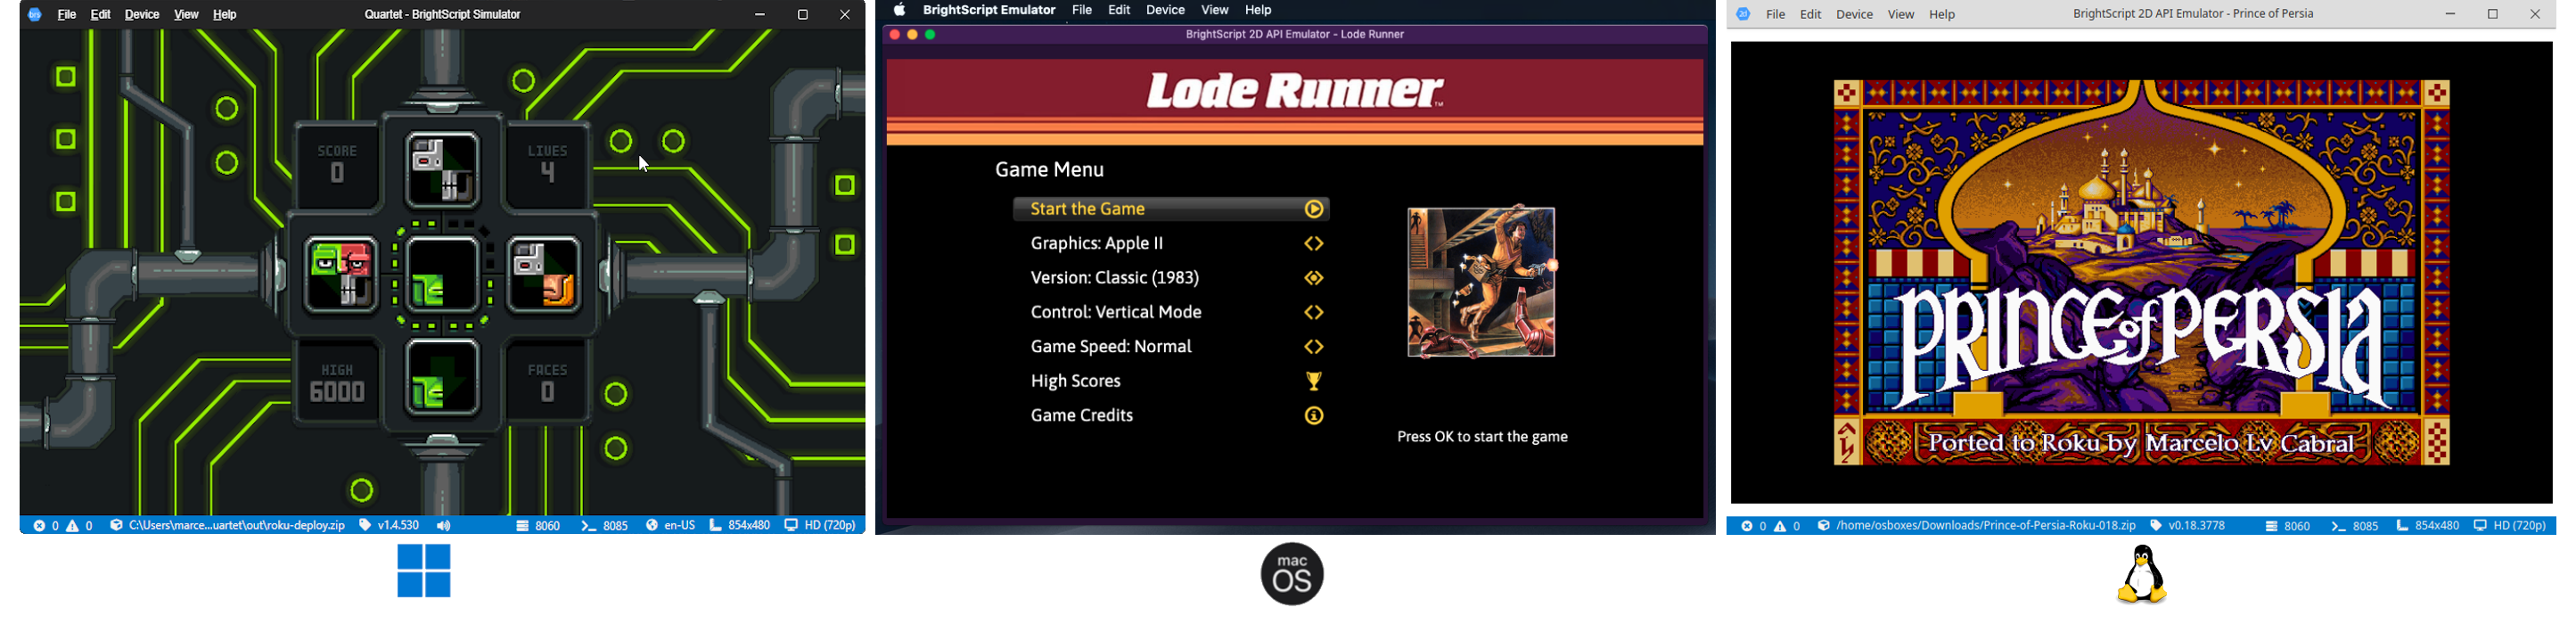 File Edit Device View Help
Quartet - BrightScript Simulator
SCORE
0
LIVES
4
HIGH
6000
FACES
0
0 0 C:\Users\marce...uartet\out\roku-deploy.zip v1.4.530 8060 8085 en-US 854x480 HD (720p)
BrightScript Emulator File Edit Device View Help
BrightScript 2D API Emulator - Lode Runner
Lode Runner™
Game Menu
Start the Game
Graphics: Apple II
Version: Classic (1983)
Control: Vertical Mode
Game Speed: Normal
High Scores
Game Credits
Press OK to start the game
File Edit Device View Help
BrightScript 2D API Emulator - Prince of Persia
PRINCE of PERSIA
Ported to Roku by Marcelo Lv Cabral
0 0 /home/osboxes/Downloads/Prince-of-Persia-Roku-018.zip v0.18.3778 8060 8085 854x480 HD (720p)
mac
OS